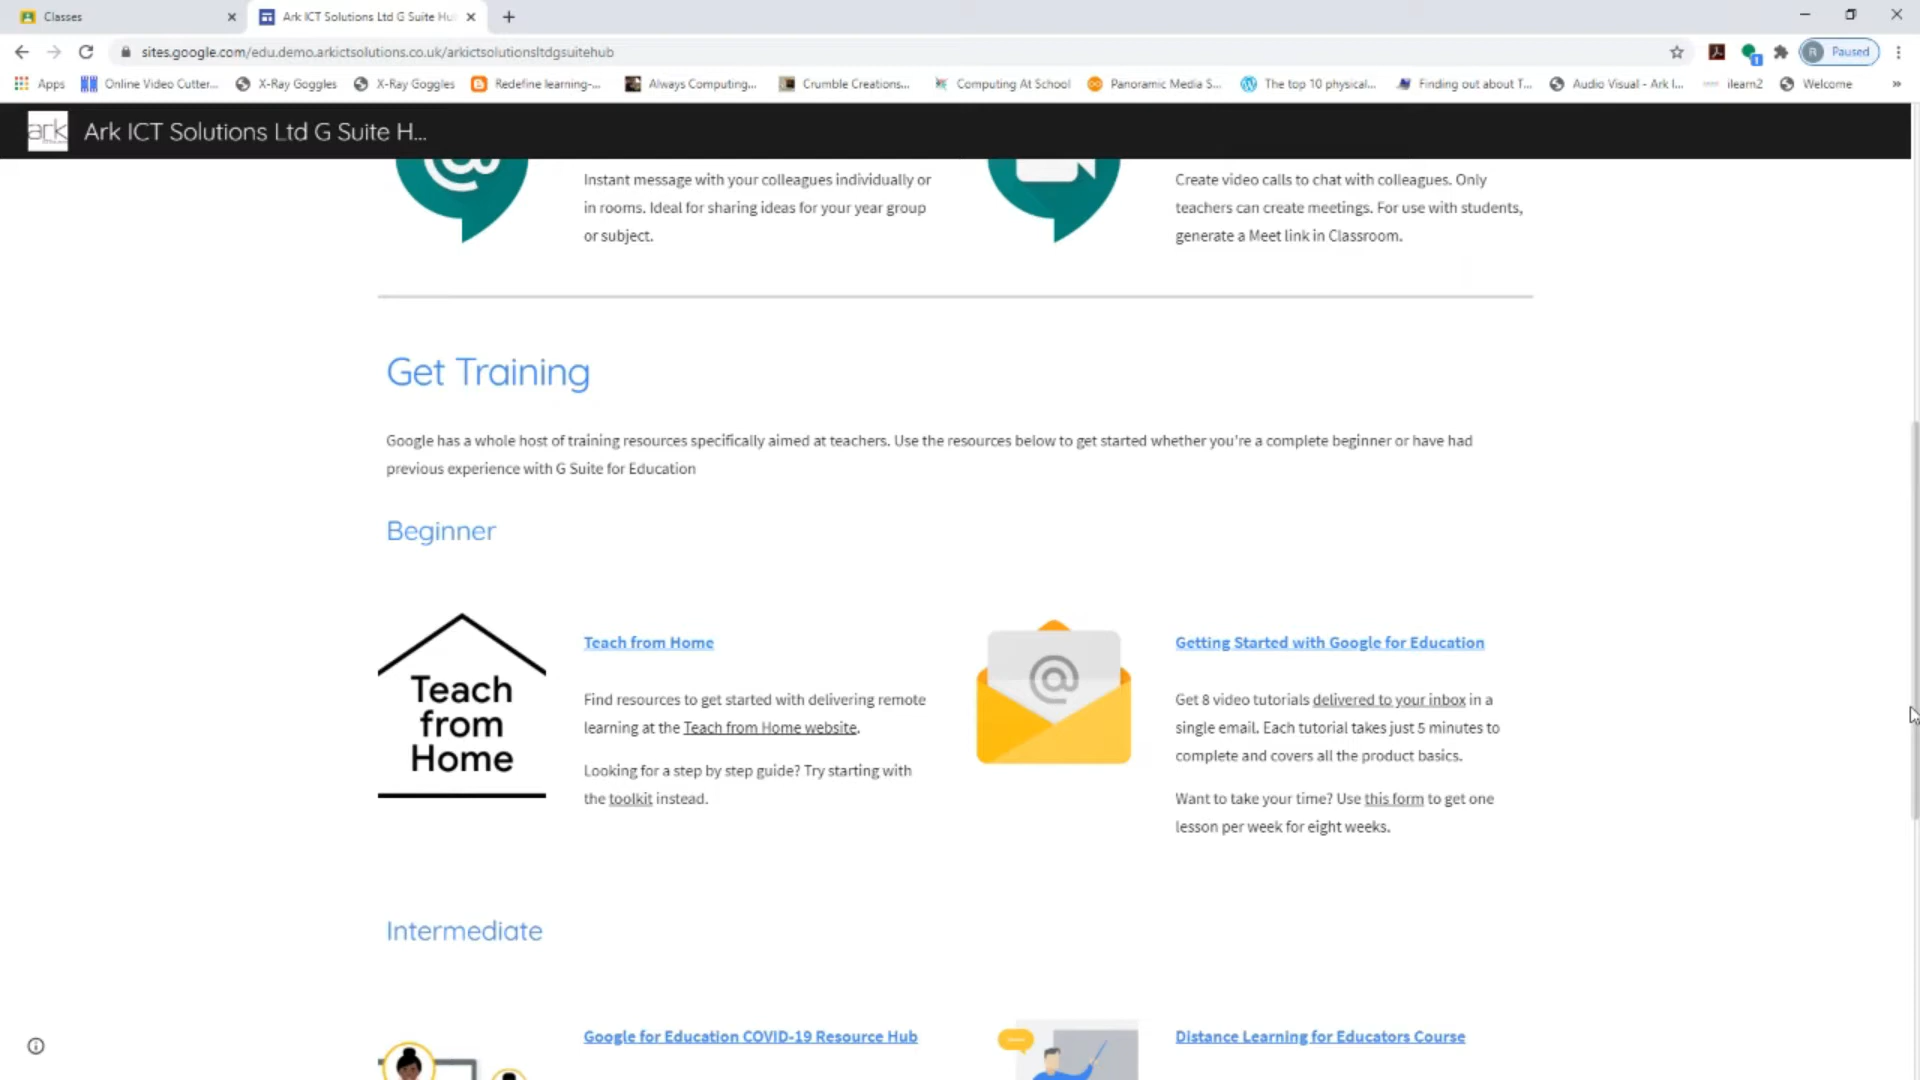 Classes
Ark ICT Solutions Ltd G Suite Hu
sites.google.com/edu.demo.arkictsolutions.co.uk/arkictsolutionsltdgsuitehub
R Paused
Apps
Online Video Cutter...
X-Ray Goggles
X-Ray Goggles
Redefine learning-...
Always Computing...
Crumble Creations...
Computing At School
Panoramic Media S...
The top 10 physical...
Finding out about T...
Audio Visual - Ark I...
ilearn2
Welcome
»
ark
Ark ICT Solutions Ltd G Suite H...
Instant message with your colleagues individually or
in rooms. Ideal for sharing ideas for your year group
or subject.
Create video calls to chat with colleagues. Only
teachers can create meetings. For use with students,
generate a Meet link in Classroom.
Get Training
Google has a whole host of training resources specifically aimed at teachers. Use the resources below to get started whether you're a complete beginner or have had
previous experience with G Suite for Education
Beginner
Teach
from
Home
Teach from Home
Find resources to get started with delivering remote
learning at the Teach from Home website.
Looking for a step by step guide? Try starting with
the toolkit instead.
@
Getting Started with Google for Education
Get 8 video tutorials delivered to your inbox in a
single email. Each tutorial takes just 5 minutes to
complete and covers all the product basics.
Want to take your time? Use this form to get one
lesson per week for eight weeks.
Intermediate
Google for Education COVID-19 Resource Hub
Distance Learning for Educators Course